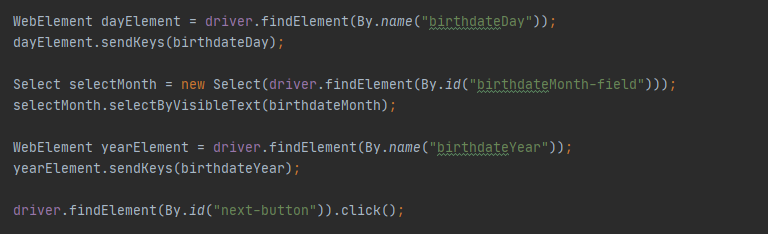 WebElement dayElement = driver.findElement(By.name("birthdateDay"));
dayElement.sendKeys(birthdateDay);
Select selectMonth = new Select(driver.findElement(By.id("birthdateMonth-field")));
selectMonth.selectByVisibleText(birthdateMonth);
WebElement yearElement = driver.findElement(By.name("birthdateYear"));
yearElement.sendKeys(birthdateYear);
driver.findElement(By.id("next-button")).click();